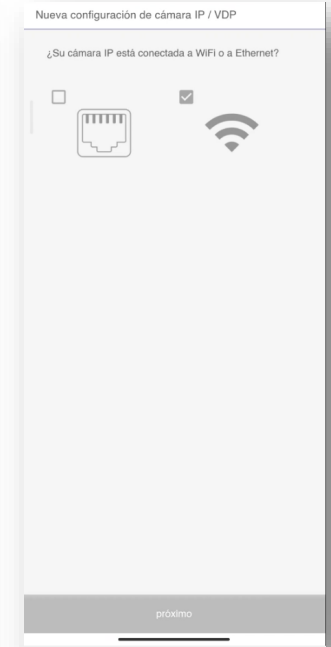 Nueva configuración de cámara IP / VDP
¿Su cámara IP está conectada a WiFi o a Ethernet?
próximo